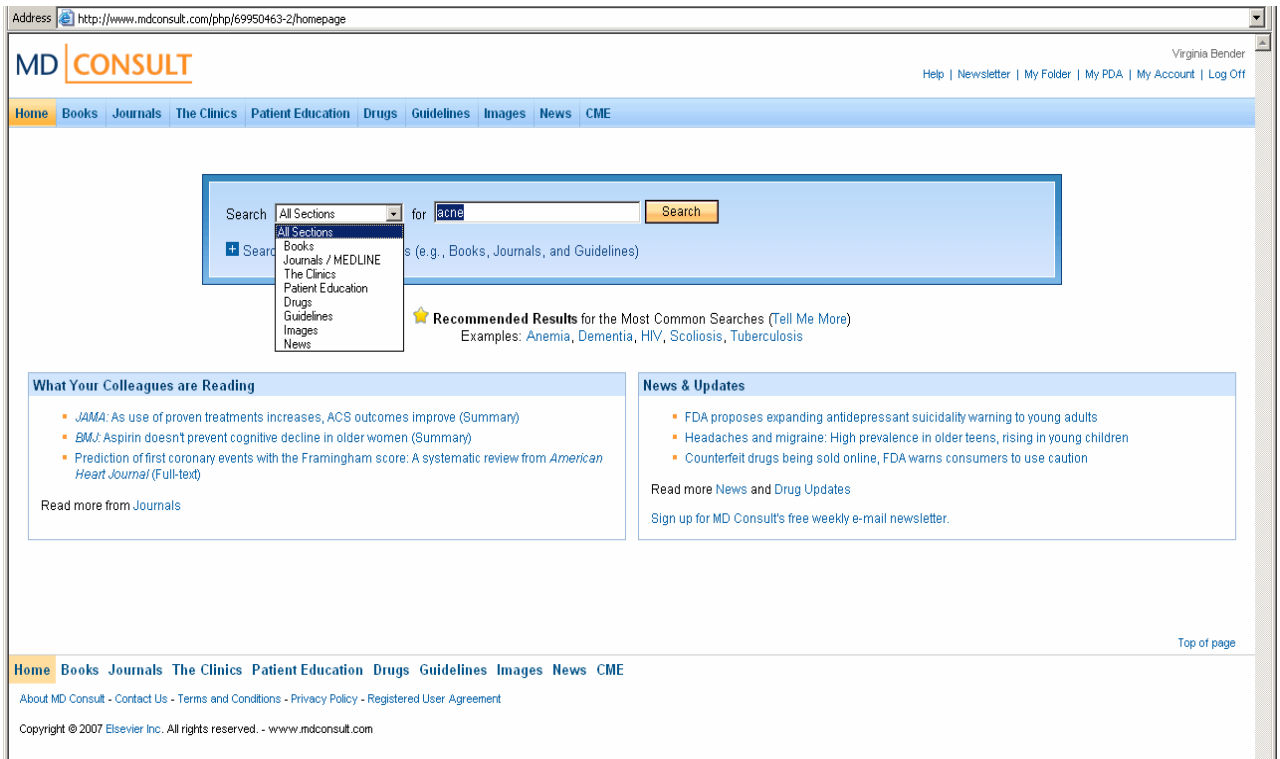 Address http://www.mdconsult.com/php/69950463-2/homepage
MD CONSULT
Virginia Bender
Help | Newsletter | My Folder | My PDA | My Account | Log Off
Home Books Journals The Clinics Patient Education Drugs Guidelines Images News CME
Search All Sections for acne Search
All Sections
Books
Journals / MEDLINE
The Clinics
Patient Education
Drugs
Guidelines
Images
News
(e.g., Books, Journals, and Guidelines)
Recommended Results for the Most Common Searches (Tell Me More)
Examples: Anemia, Dementia, HIV, Scoliosis, Tuberculosis
What Your Colleagues are Reading
JAMA: As use of proven treatments increases, ACS outcomes improve (Summary)
BMJ: Aspirin doesn't prevent cognitive decline in older women (Summary)
Prediction of first coronary events with the Framingham score: A systematic review from American
Heart Journal (Full-text)
Read more from Journals
News & Updates
FDA proposes expanding antidepressant suicidality warning to young adults
Headaches and migraine: High prevalence in older teens, rising in young children
Counterfeit drugs being sold online, FDA warns consumers to use caution
Read more News and Drug Updates
Sign up for MD Consult's free weekly e-mail newsletter.
Top of page
Home Books Journals The Clinics Patient Education Drugs Guidelines Images News CME
About MD Consult - Contact Us - Terms and Conditions - Privacy Policy - Registered User Agreement
Copyright © 2007 Elsevier Inc. All rights reserved. - www.mdconsult.com